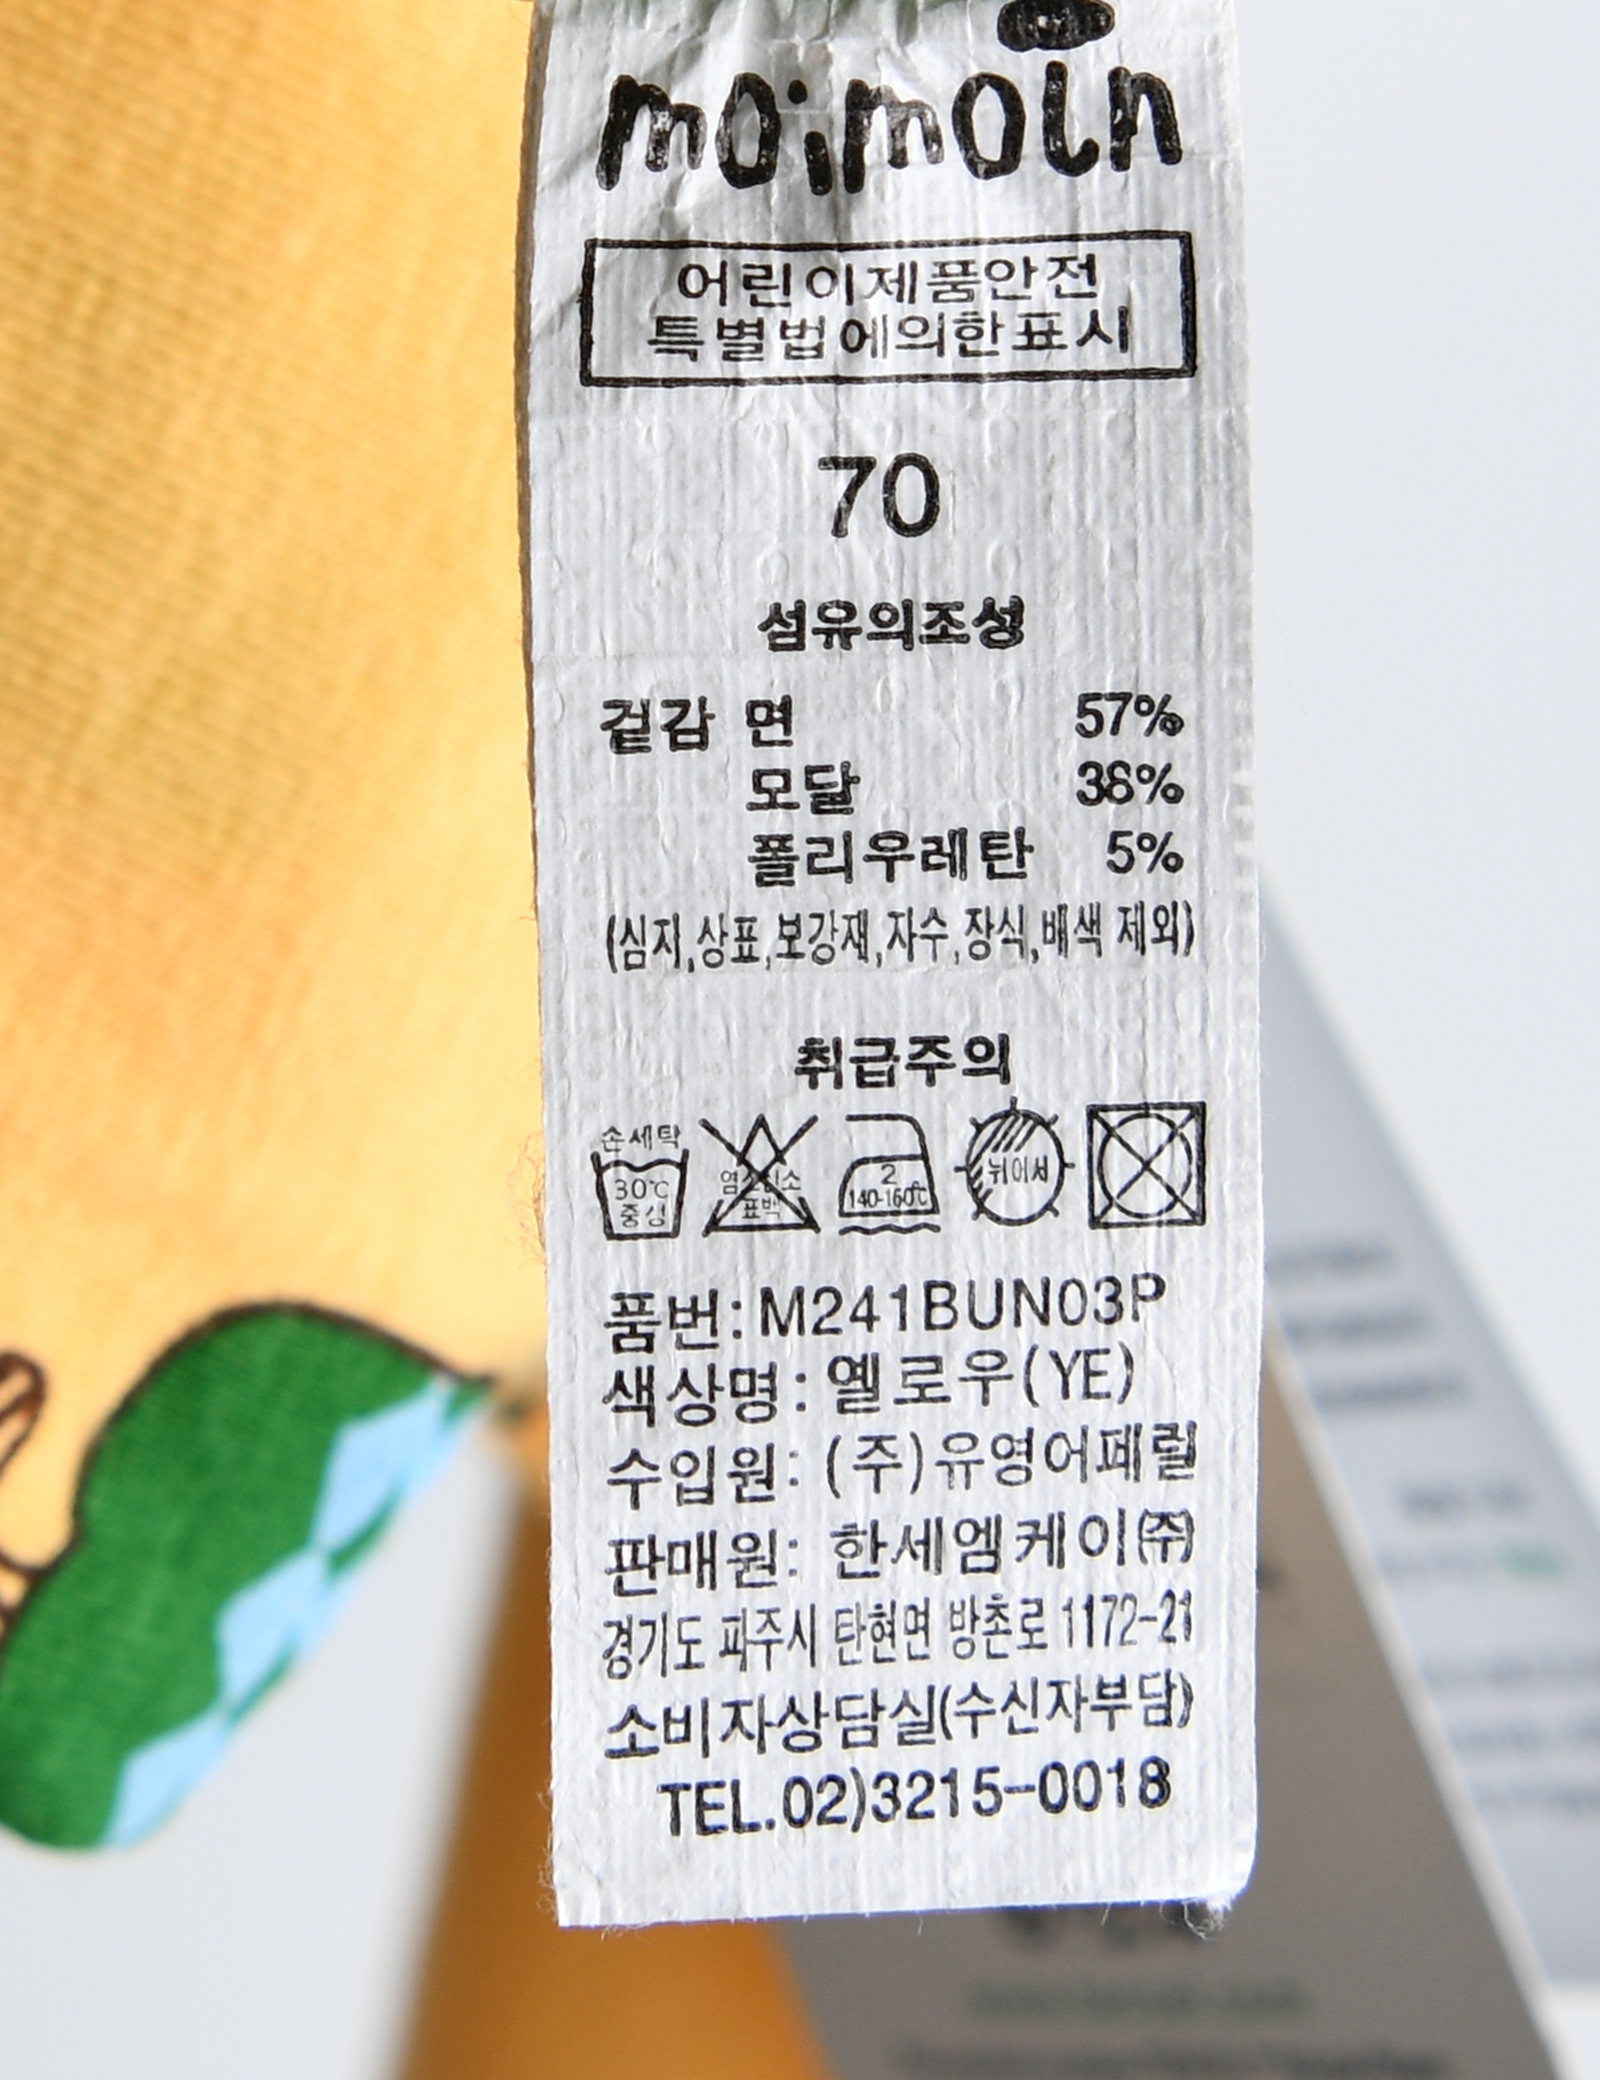 moimoln
어린이제품안전
특별법에의한표시
70
섬유의조성
겉감 면 57%
모달 38%
폴리우레탄 5%
(심지,상표,보강재,자수,장식,배색 제외)
취급주의
손세탁
30℃
중성
염소산소
표백
2
140-160℃
뉘어서
품번: M241BUN03P
색상명: 옐로우(YE)
수입원: (주)유영어페럴
판매원: 한세엠케이㈜
경기도 파주시 탄현면 방촌로 1172-21
소비자상담실(수신자부담)
TEL.02)3215-0018